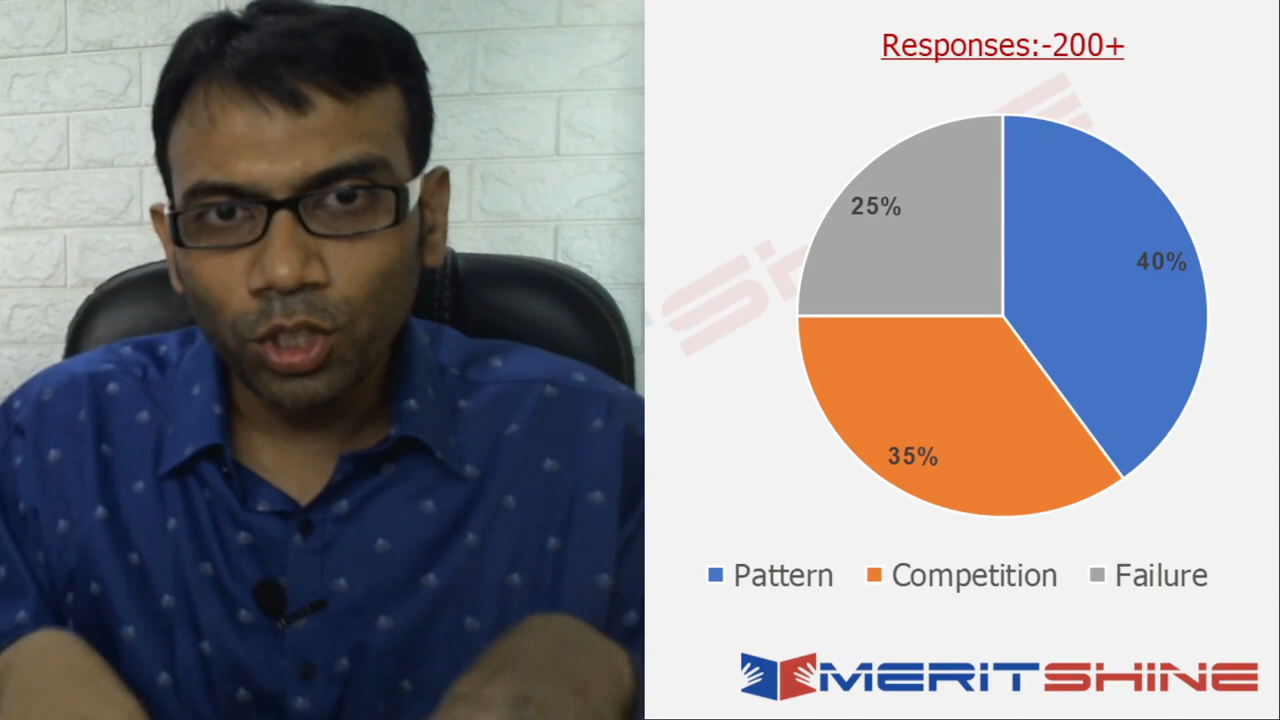 Responses:-200+
25%
40%
35%
Pattern Competition Failure
MERITSHINE